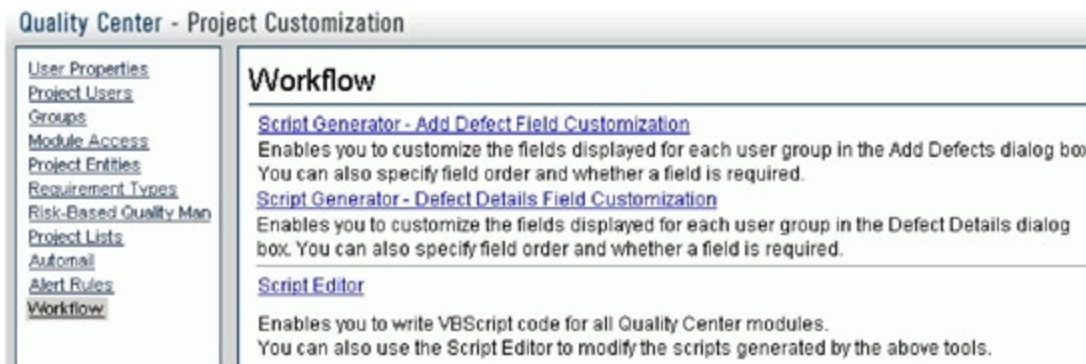 Quality Center - Project Customization
User Properties
Project Users
Groups
Module Access
Project Entities
Requirement Types
Risk-Based Quality Man
Project Lists
Automail
Alert Rules
Workflow
Workflow
Script Generator - Add Defect Field Customization
Enables you to customize the fields displayed for each user group in the Add Defects dialog box
You can also specify field order and whether a field is required.
Script Generator - Defect Details Field Customization
Enables you to customize the fields displayed for each user group in the Defect Details dialog
box. You can also specify field order and whether a field is required.
Script Editor
Enables you to write VBScript code for all Quality Center modules.
You can also use the Script Editor to modify the scripts generated by the above tools.